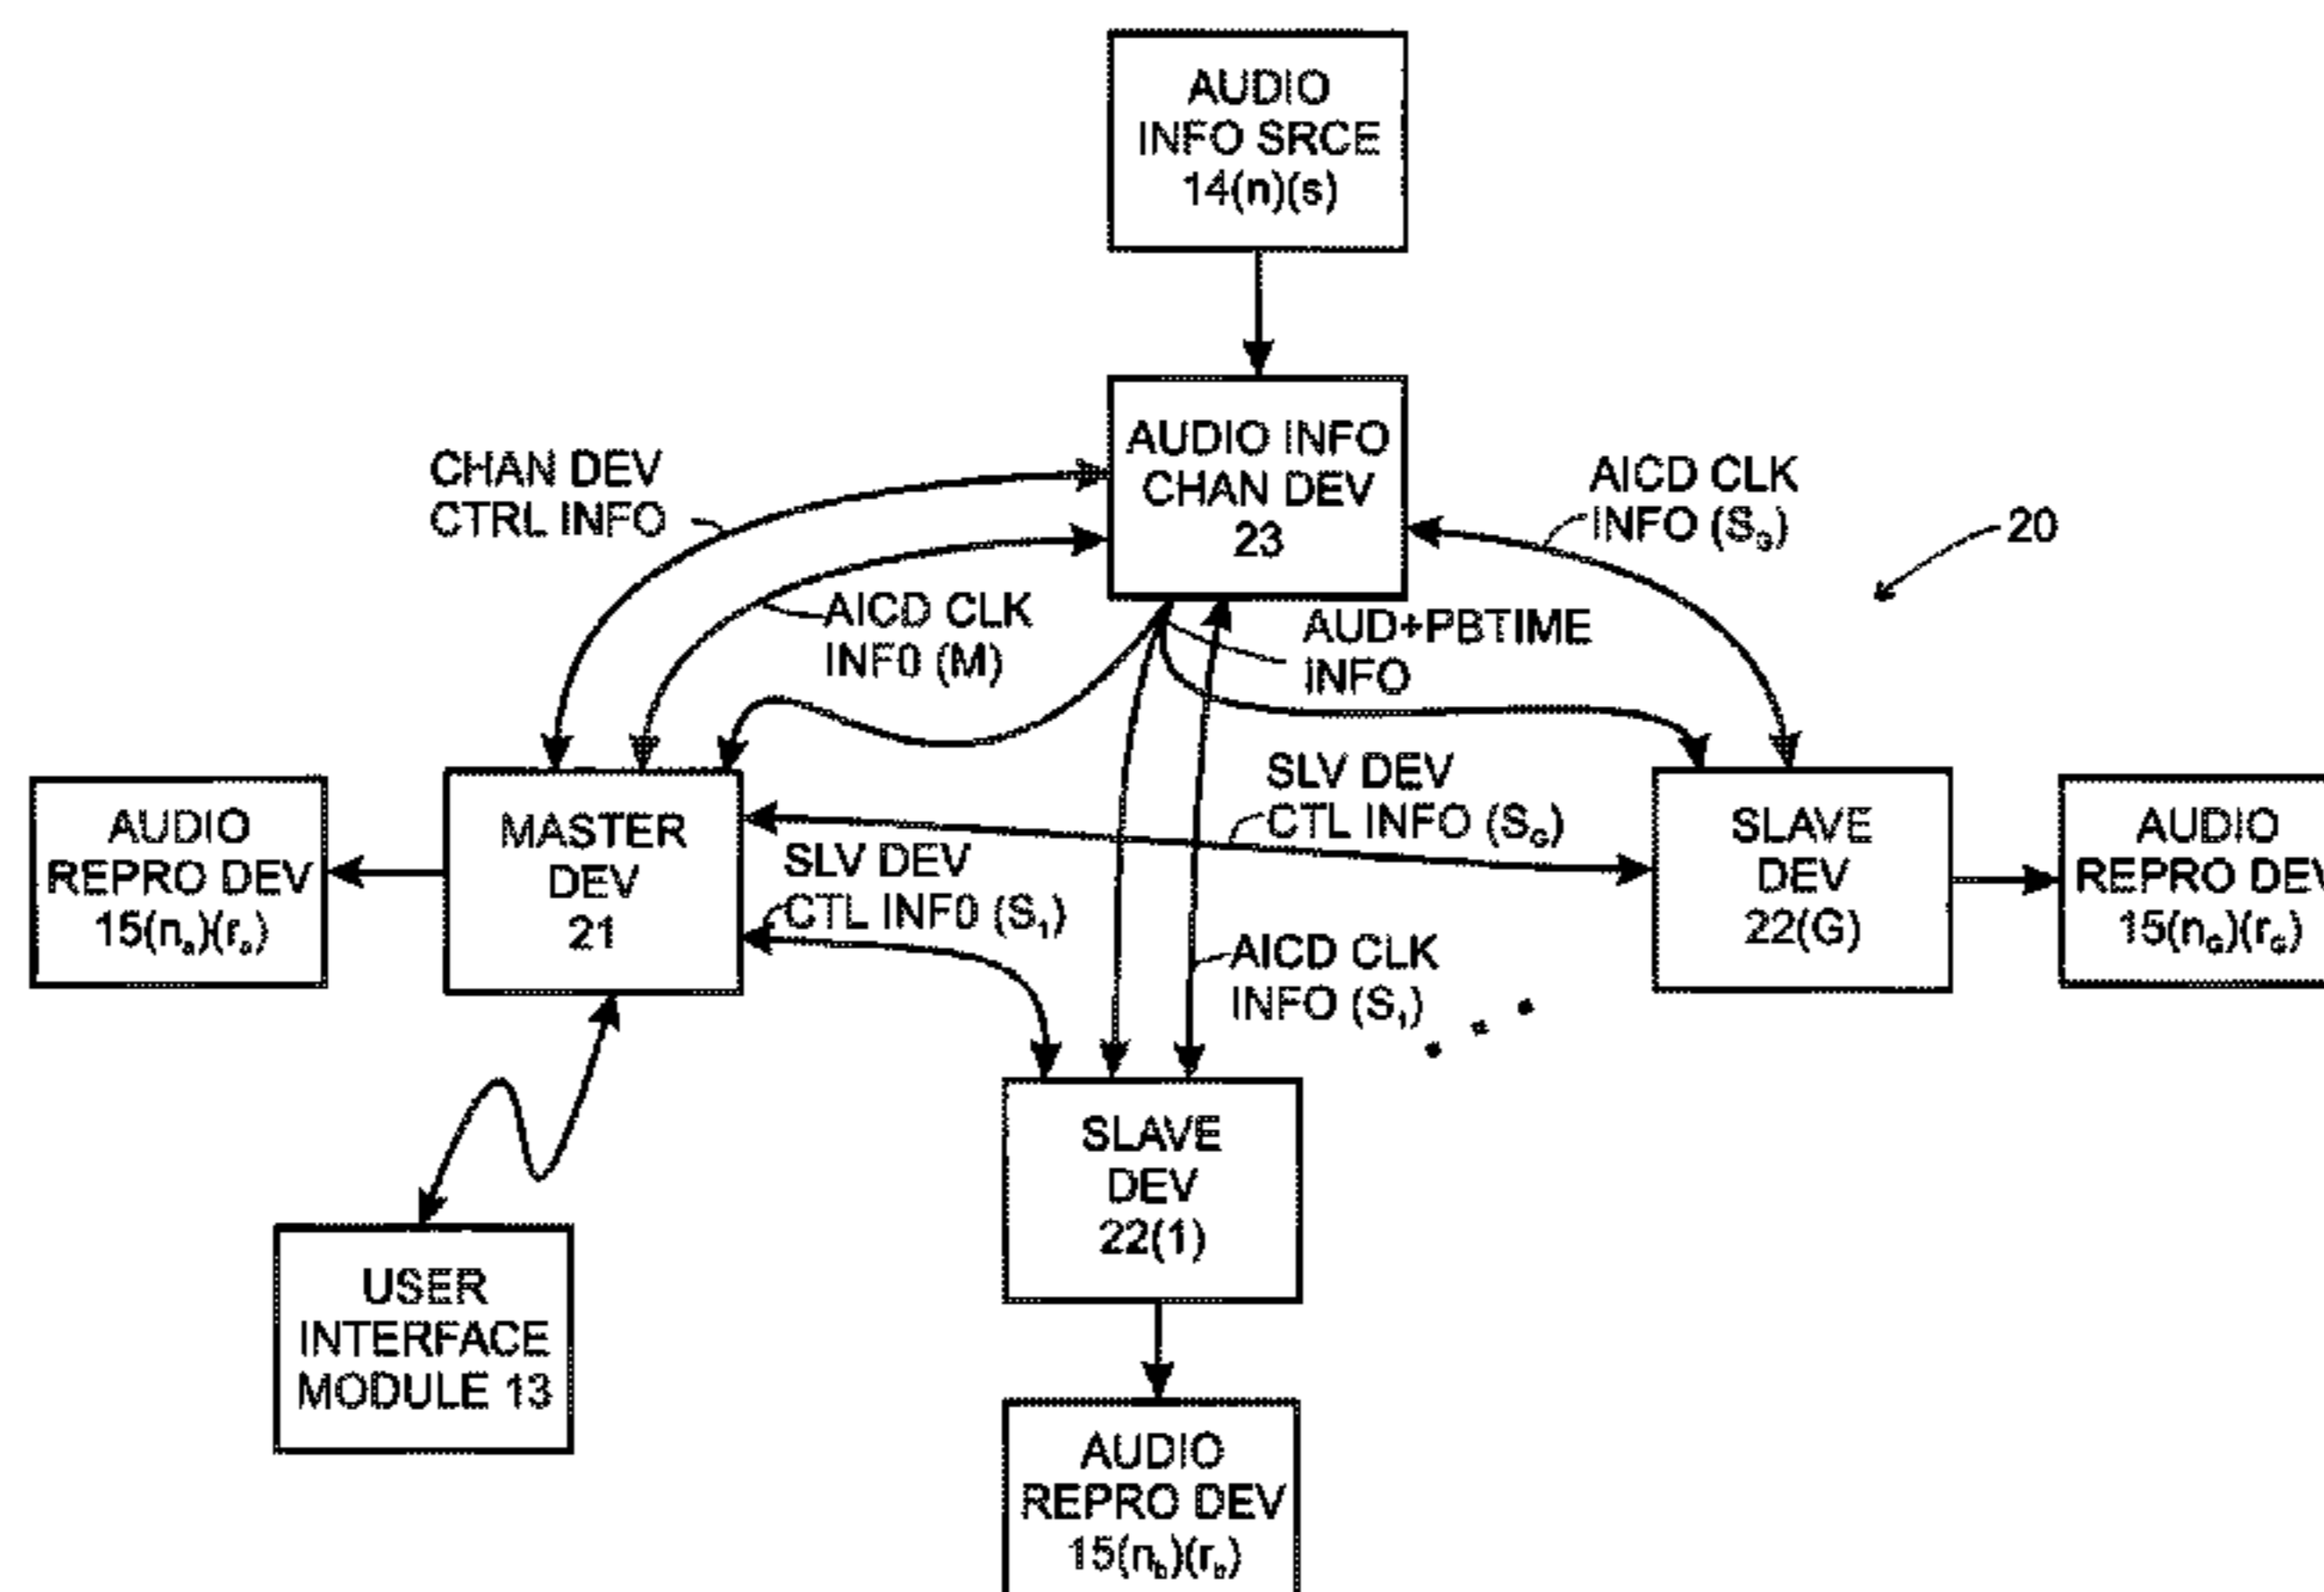 AUDIO
INFO SRCE
14(n)(s)
AUDIO INFO
CHAN DEV
23
CHAN DEV
CTRL INFO
AICD CLK
INFO (S_G)
20
AICD CLK
INF0 (M)
AUD+PBTIME
INFO
SLV DEV
CTL INFO (S_G)
AUDIO
REPRO DEV
15(n_a)(r_a)
MASTER
DEV
21
SLV DEV
CTL INF0 (S_1)
SLAVE
DEV
22(G)
AUDIO
REPRO DEV
15(n_G)(r_G)
AICD CLK
INFO (S_1)
SLAVE
DEV
22(1)
USER
INTERFACE
MODULE 13
AUDIO
REPRO DEV
15(n_b)(r_b)